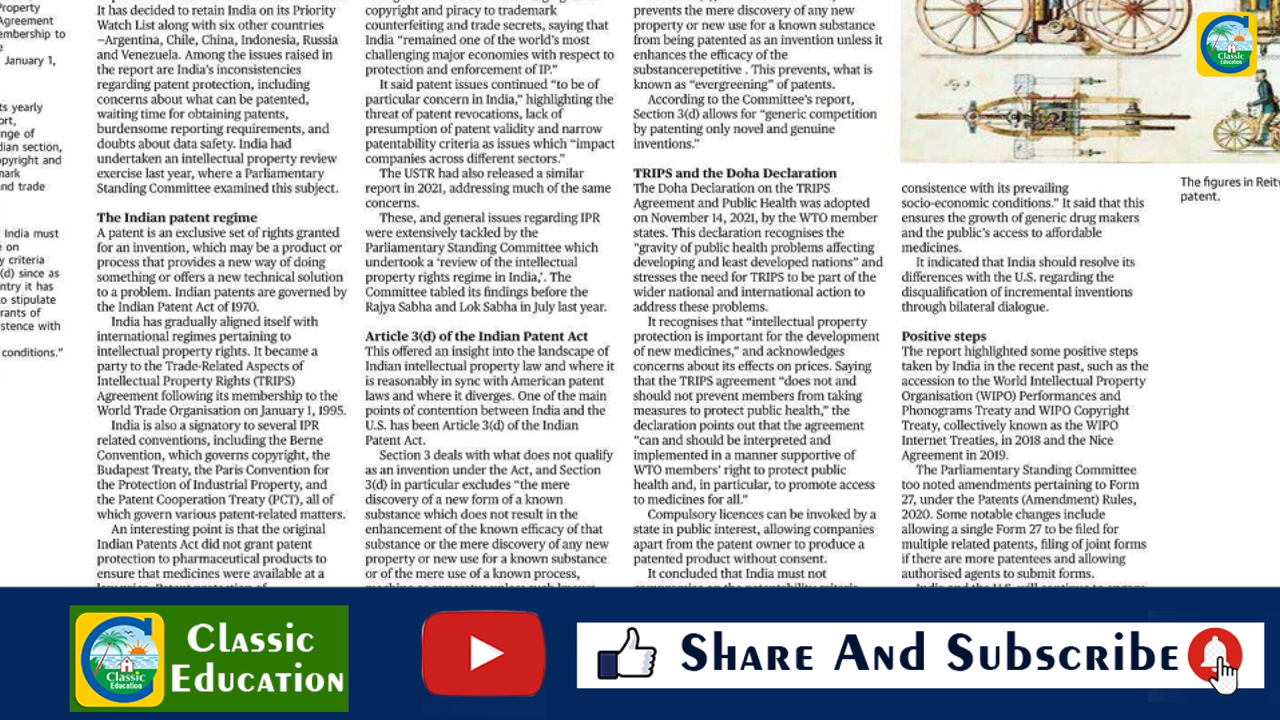 Property
Agreement
embership to
e
January 1,
ts yearly
ort,
nge of
dian section,
opyright and
mark
and trade
India must
e on
y criteria
(d) since as
ntry it has
o stipulate
rants of
stence with
conditions.”
It has decided to retain India on its Priority
Watch List along with six other countries
–Argentina, Chile, China, Indonesia, Russia
and Venezuela. Among the issues raised in
the report are India’s inconsistencies
regarding patent protection, including
concerns about what can be patented,
waiting time for obtaining patents,
burdensome reporting requirements, and
doubts about data safety. India had
undertaken an intellectual property review
exercise last year, where a Parliamentary
Standing Committee examined this subject.
The Indian patent regime
A patent is an exclusive set of rights granted
for an invention, which may be a product or
process that provides a new way of doing
something or offers a new technical solution
to a problem. Indian patents are governed by
the Indian Patent Act of 1970.
India has gradually aligned itself with
international regimes pertaining to
intellectual property rights. It became a
party to the Trade-Related Aspects of
Intellectual Property Rights (TRIPS)
Agreement following its membership to the
World Trade Organisation on January 1, 1995.
India is also a signatory to several IPR
related conventions, including the Berne
Convention, which governs copyright, the
Budapest Treaty, the Paris Convention for
the Protection of Industrial Property, and
the Patent Cooperation Treaty (PCT), all of
which govern various patent-related matters.
An interesting point is that the original
Indian Patents Act did not grant patent
protection to pharmaceutical products to
ensure that medicines were available at a
copyright and piracy to trademark
counterfeiting and trade secrets, saying that
India “remained one of the world’s most
challenging major economies with respect to
protection and enforcement of IP.”
It said patent issues continued “to be of
particular concern in India,” highlighting the
threat of patent revocations, lack of
presumption of patent validity and narrow
patentability criteria as issues which “impact
companies across different sectors.”
The USTR had also released a similar
report in 2021, addressing much of the same
concerns.
These, and general issues regarding IPR
were extensively tackled by the
Parliamentary Standing Committee which
undertook a ‘review of the intellectual
property rights regime in India,’. The
Committee tabled its findings before the
Rajya Sabha and Lok Sabha in July last year.
Article 3(d) of the Indian Patent Act
This offered an insight into the landscape of
Indian intellectual property law and where it
is reasonably in sync with American patent
laws and where it diverges. One of the main
points of contention between India and the
U.S. has been Article 3(d) of the Indian
Patent Act.
Section 3 deals with what does not qualify
as an invention under the Act, and Section
3(d) in particular excludes “the mere
discovery of a new form of a known
substance which does not result in the
enhancement of the known efficacy of that
substance or the mere discovery of any new
property or new use for a known substance
or of the mere use of a known process,
prevents the mere discovery of any new
property or new use for a known substance
from being patented as an invention unless it
enhances the efficacy of the
substancerepetitive . This prevents, what is
known as “evergreening” of patents.
According to the Committee’s report,
Section 3(d) allows for “generic competition
by patenting only novel and genuine
inventions.”
TRIPS and the Doha Declaration
The Doha Declaration on the TRIPS
Agreement and Public Health was adopted
on November 14, 2021, by the WTO member
states. This declaration recognises the
“gravity of public health problems affecting
developing and least developed nations” and
stresses the need for TRIPS to be part of the
wider national and international action to
address these problems.
It recognises that “intellectual property
protection is important for the development
of new medicines,” and acknowledges
concerns about its effects on prices. Saying
that the TRIPS agreement “does not and
should not prevent members from taking
measures to protect public health,” the
declaration points out that the agreement
“can and should be interpreted and
implemented in a manner supportive of
WTO members’ right to protect public
health and, in particular, to promote access
to medicines for all.”
Compulsory licences can be invoked by a
state in public interest, allowing companies
apart from the patent owner to produce a
patented product without consent.
It concluded that India must not
consistence with its prevailing
socio-economic conditions.” It said that this
ensures the growth of generic drug makers
and the public’s access to affordable
medicines.
It indicated that India should resolve its
differences with the U.S. regarding the
disqualification of incremental inventions
through bilateral dialogue.
Positive steps
The report highlighted some positive steps
taken by India in the recent past, such as the
accession to the World Intellectual Property
Organisation (WIPO) Performances and
Phonograms Treaty and WIPO Copyright
Treaty, collectively known as the WIPO
Internet Treaties, in 2018 and the Nice
Agreement in 2019.
The Parliamentary Standing Committee
too noted amendments pertaining to Form
27, under the Patents (Amendment) Rules,
2020. Some notable changes include
allowing a single Form 27 to be filed for
multiple related patents, filing of joint forms
if there are more patentees and allowing
authorised agents to submit forms.
The figures in Reit
patent.
Classic
Education
Classic
Education
Classic
Education
Share And Subscribe